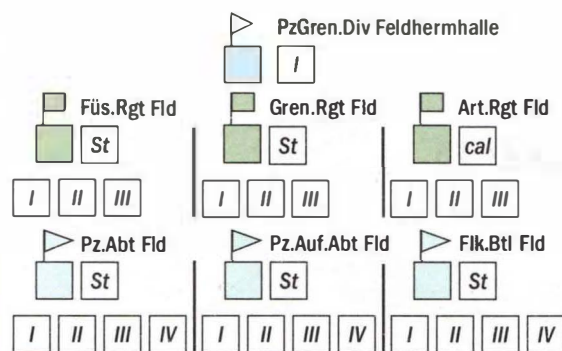 PzGren.Div Feldhermhalle
I
Füs.Rgt Fld Gren.Rgt Fld Art.Rgt Fld
St St cal
I II III I II III I II III
Pz.Abt Fld Pz.Auf.Abt Fld Flk.Btl Fld
St St St
I II III IV I II III IV I II III IV